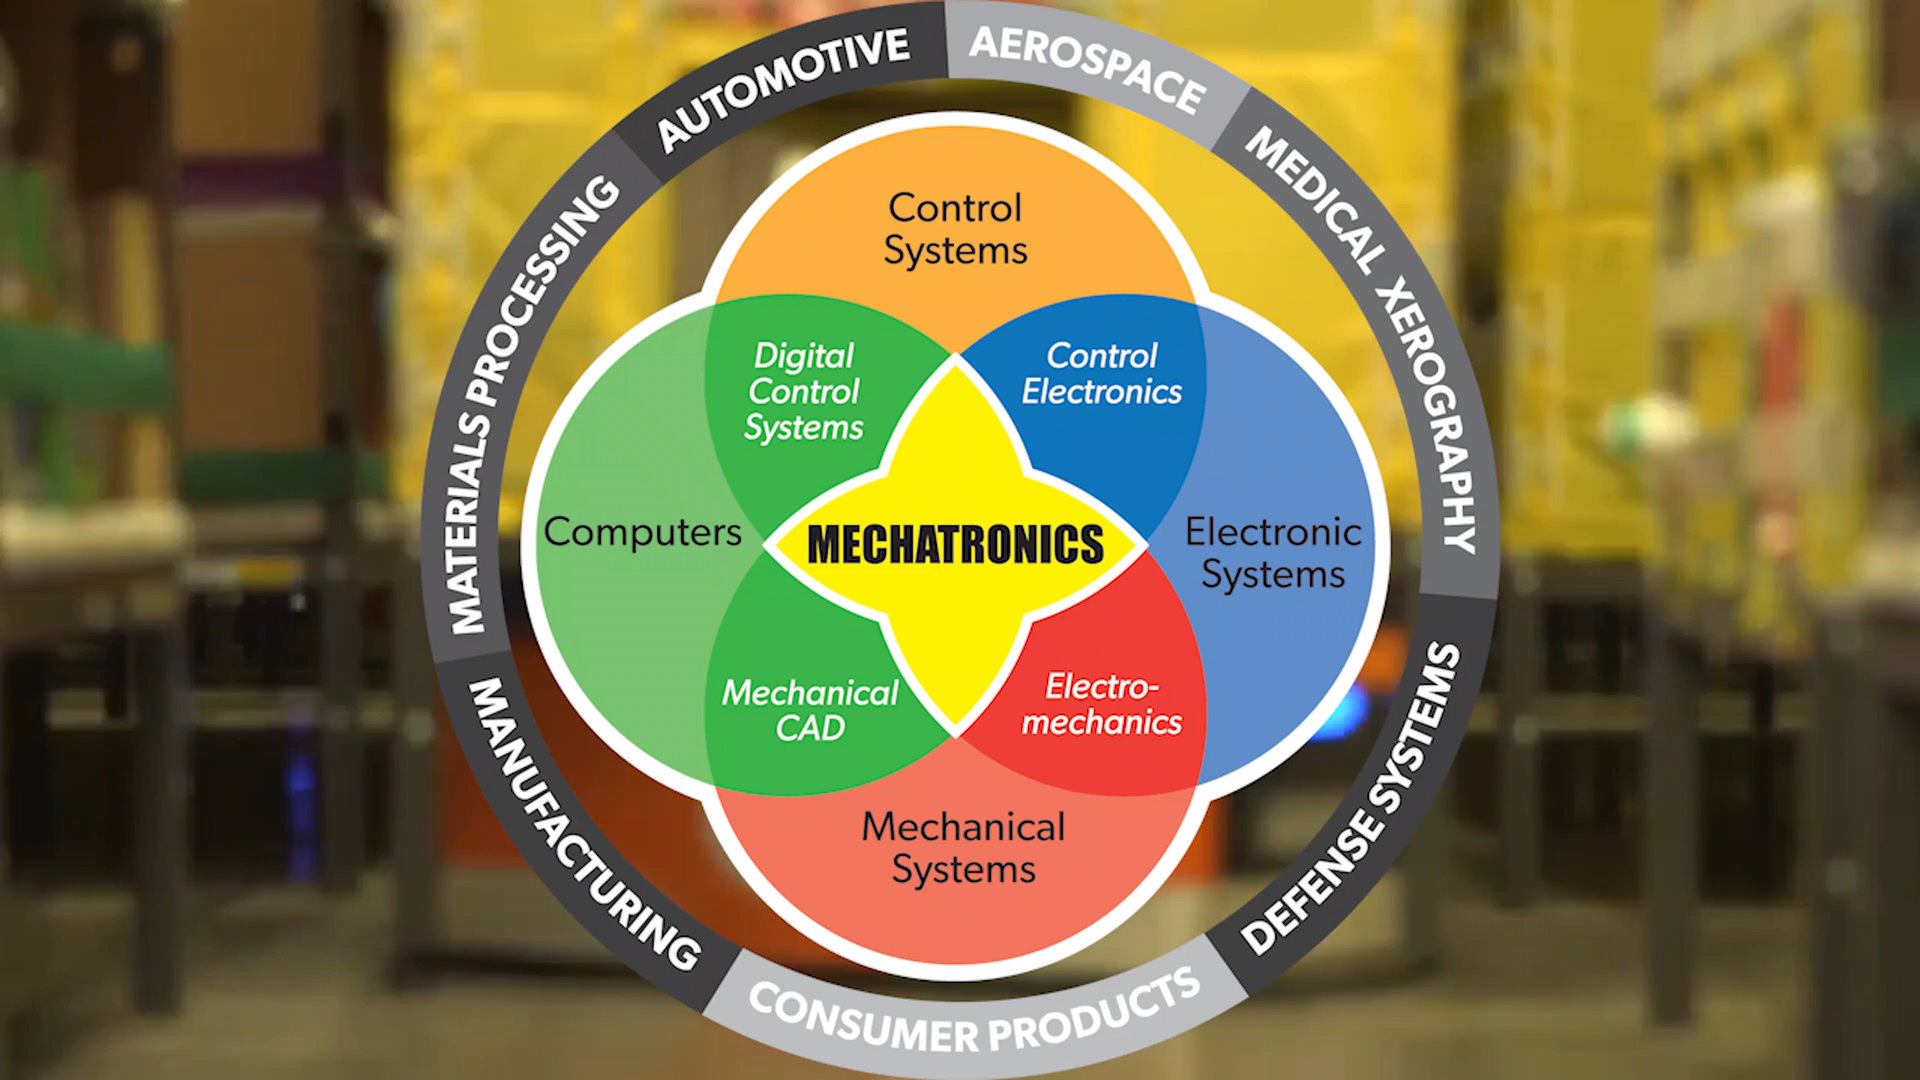 AUTOMOTIVE
AEROSPACE
MEDICAL XEROGRAPHY
MATERIALS PROCESSING
DEFENSE SYSTEMS
MANUFACTURING
CONSUMER PRODUCTS
Control
Systems
Digital
Control
Systems
Control
Electronics
Computers
MECHATRONICS
Electronic
Systems
Mechanical
CAD
Electro-
mechanics
Mechanical
Systems